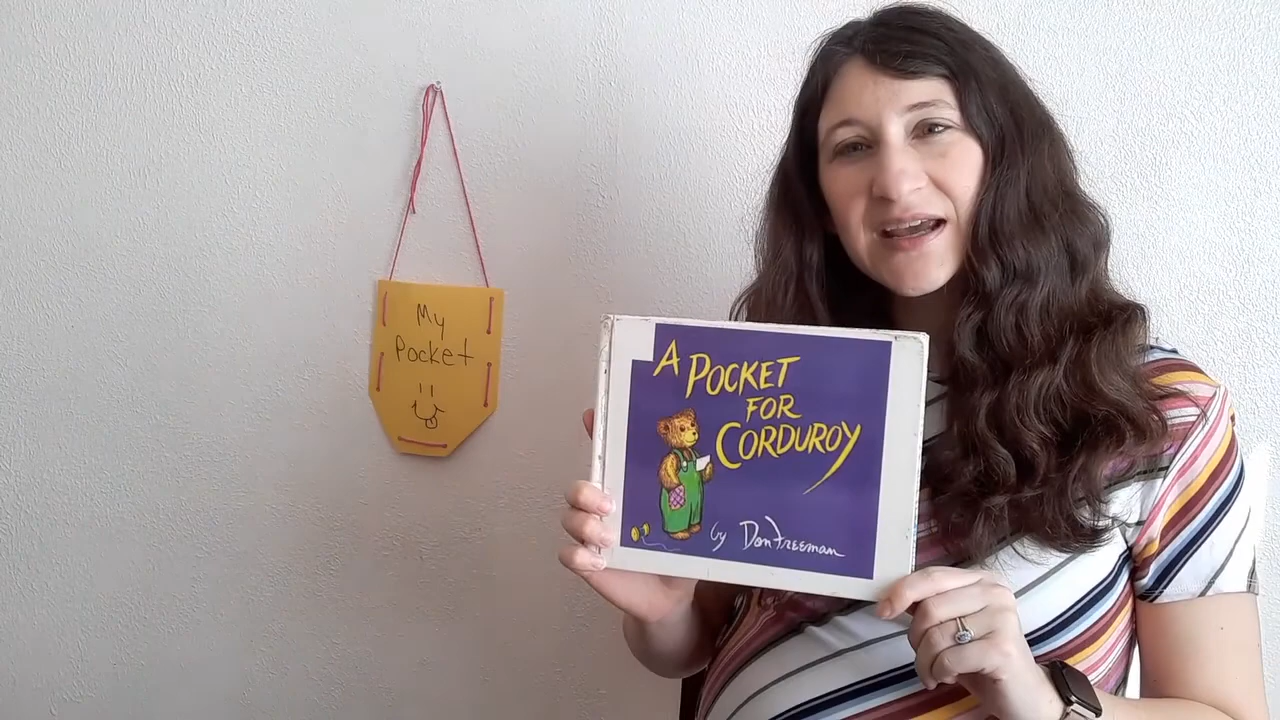 My
Pocket
A POCKET
FOR
CORDUROY
by Don Freeman